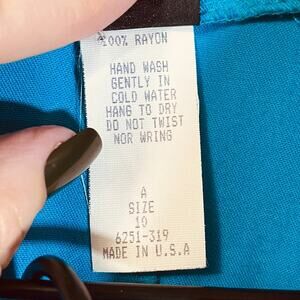 100% RAYON
HAND WASH
GENTLY IN
COLD WATER
HANG TO DRY
DO NOT TWIST
NOR WRING
A
SIZE
10
6251-319
MADE IN U.S.A